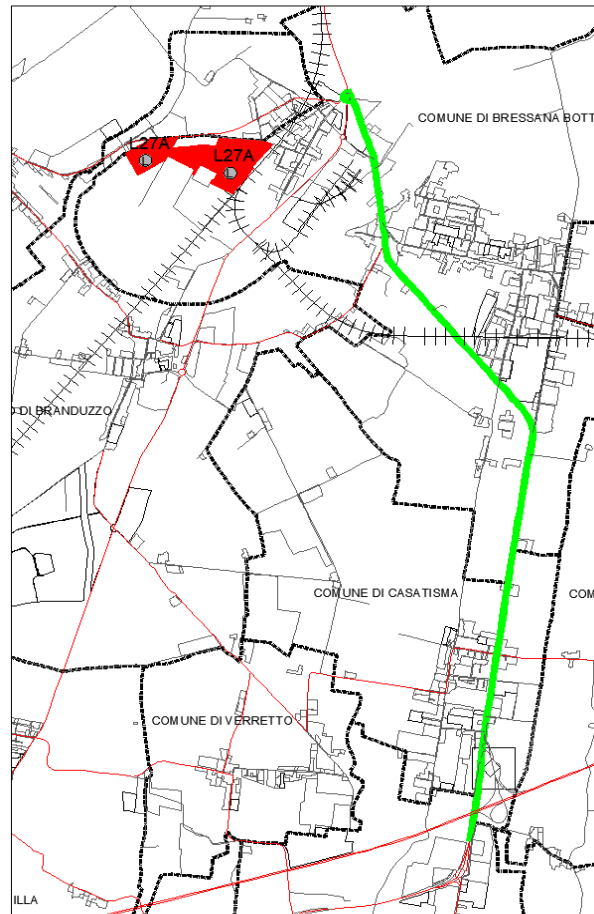 COMUNE DI BRESSANA BOTT
L27A
L27A
O DI BRANDUZZO
COMUNE DI CASATISMA
COM
COMUNE DI VERRETTO
ILLA